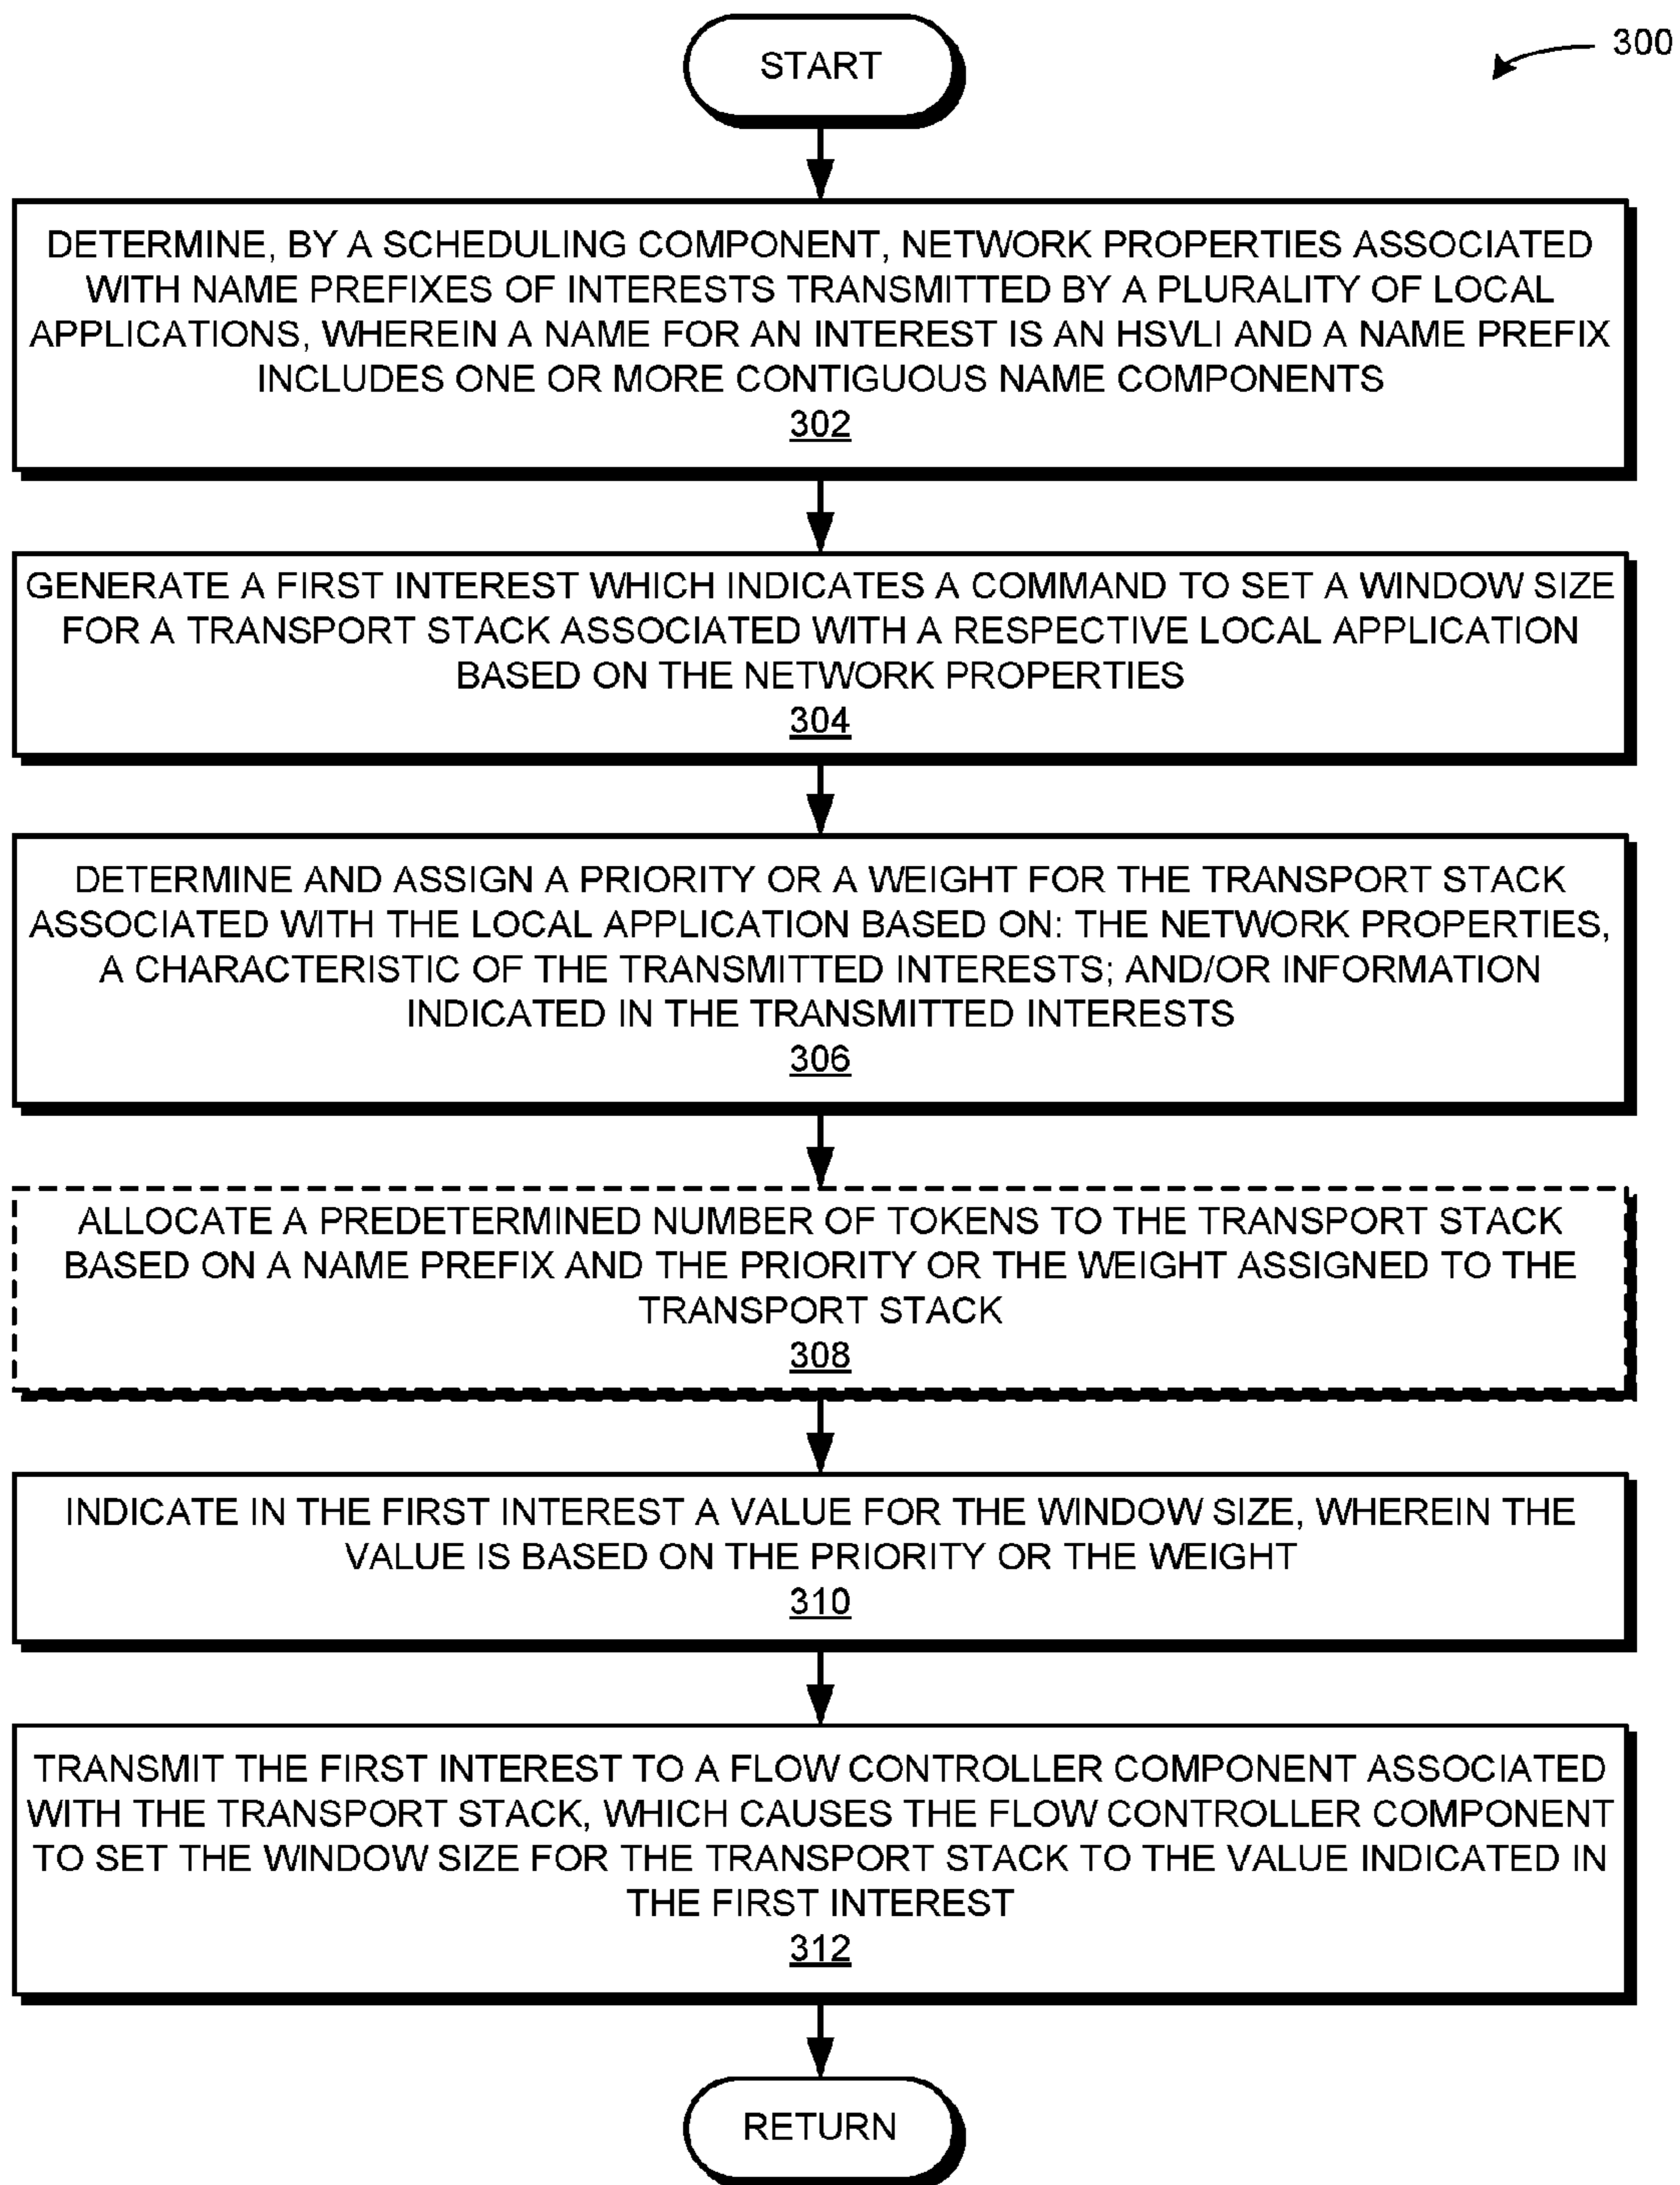 START
300
DETERMINE, BY A SCHEDULING COMPONENT, NETWORK PROPERTIES ASSOCIATED
WITH NAME PREFIXES OF INTERESTS TRANSMITTED BY A PLURALITY OF LOCAL
APPLICATIONS, WHEREIN A NAME FOR AN INTEREST IS AN HSVLI AND A NAME PREFIX
INCLUDES ONE OR MORE CONTIGUOUS NAME COMPONENTS
302
GENERATE A FIRST INTEREST WHICH INDICATES A COMMAND TO SET A WINDOW SIZE
FOR A TRANSPORT STACK ASSOCIATED WITH A RESPECTIVE LOCAL APPLICATION
BASED ON THE NETWORK PROPERTIES
304
DETERMINE AND ASSIGN A PRIORITY OR A WEIGHT FOR THE TRANSPORT STACK
ASSOCIATED WITH THE LOCAL APPLICATION BASED ON: THE NETWORK PROPERTIES,
A CHARACTERISTIC OF THE TRANSMITTED INTERESTS; AND/OR INFORMATION
INDICATED IN THE TRANSMITTED INTERESTS
306
ALLOCATE A PREDETERMINED NUMBER OF TOKENS TO THE TRANSPORT STACK
BASED ON A NAME PREFIX AND THE PRIORITY OR THE WEIGHT ASSIGNED TO THE
TRANSPORT STACK
308
INDICATE IN THE FIRST INTEREST A VALUE FOR THE WINDOW SIZE, WHEREIN THE
VALUE IS BASED ON THE PRIORITY OR THE WEIGHT
310
TRANSMIT THE FIRST INTEREST TO A FLOW CONTROLLER COMPONENT ASSOCIATED
WITH THE TRANSPORT STACK, WHICH CAUSES THE FLOW CONTROLLER COMPONENT
TO SET THE WINDOW SIZE FOR THE TRANSPORT STACK TO THE VALUE INDICATED IN
THE FIRST INTEREST
312
RETURN